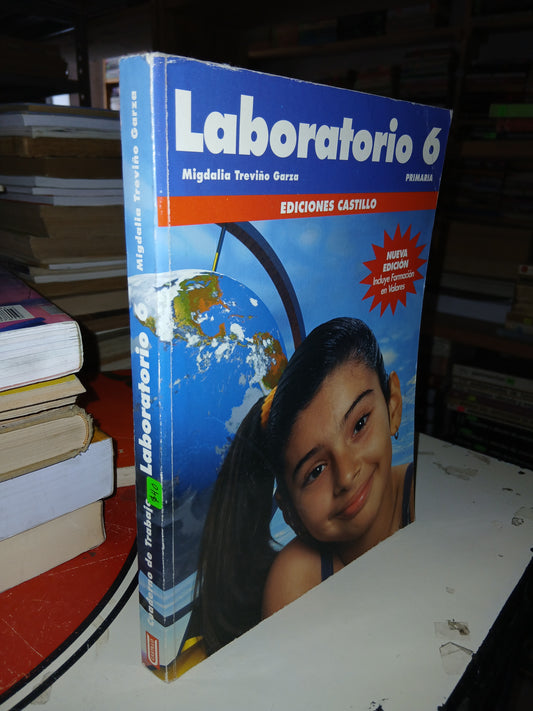 Laboratorio 6
Migdalia Treviño Garza
PRIMARIA
EDICIONES CASTILLO
NUEVA
EDICIÓN
Incluye Formación
en Valores
Cuaderno de Trabajo Laboratorio 6 Migdalia Treviño Garza
$40